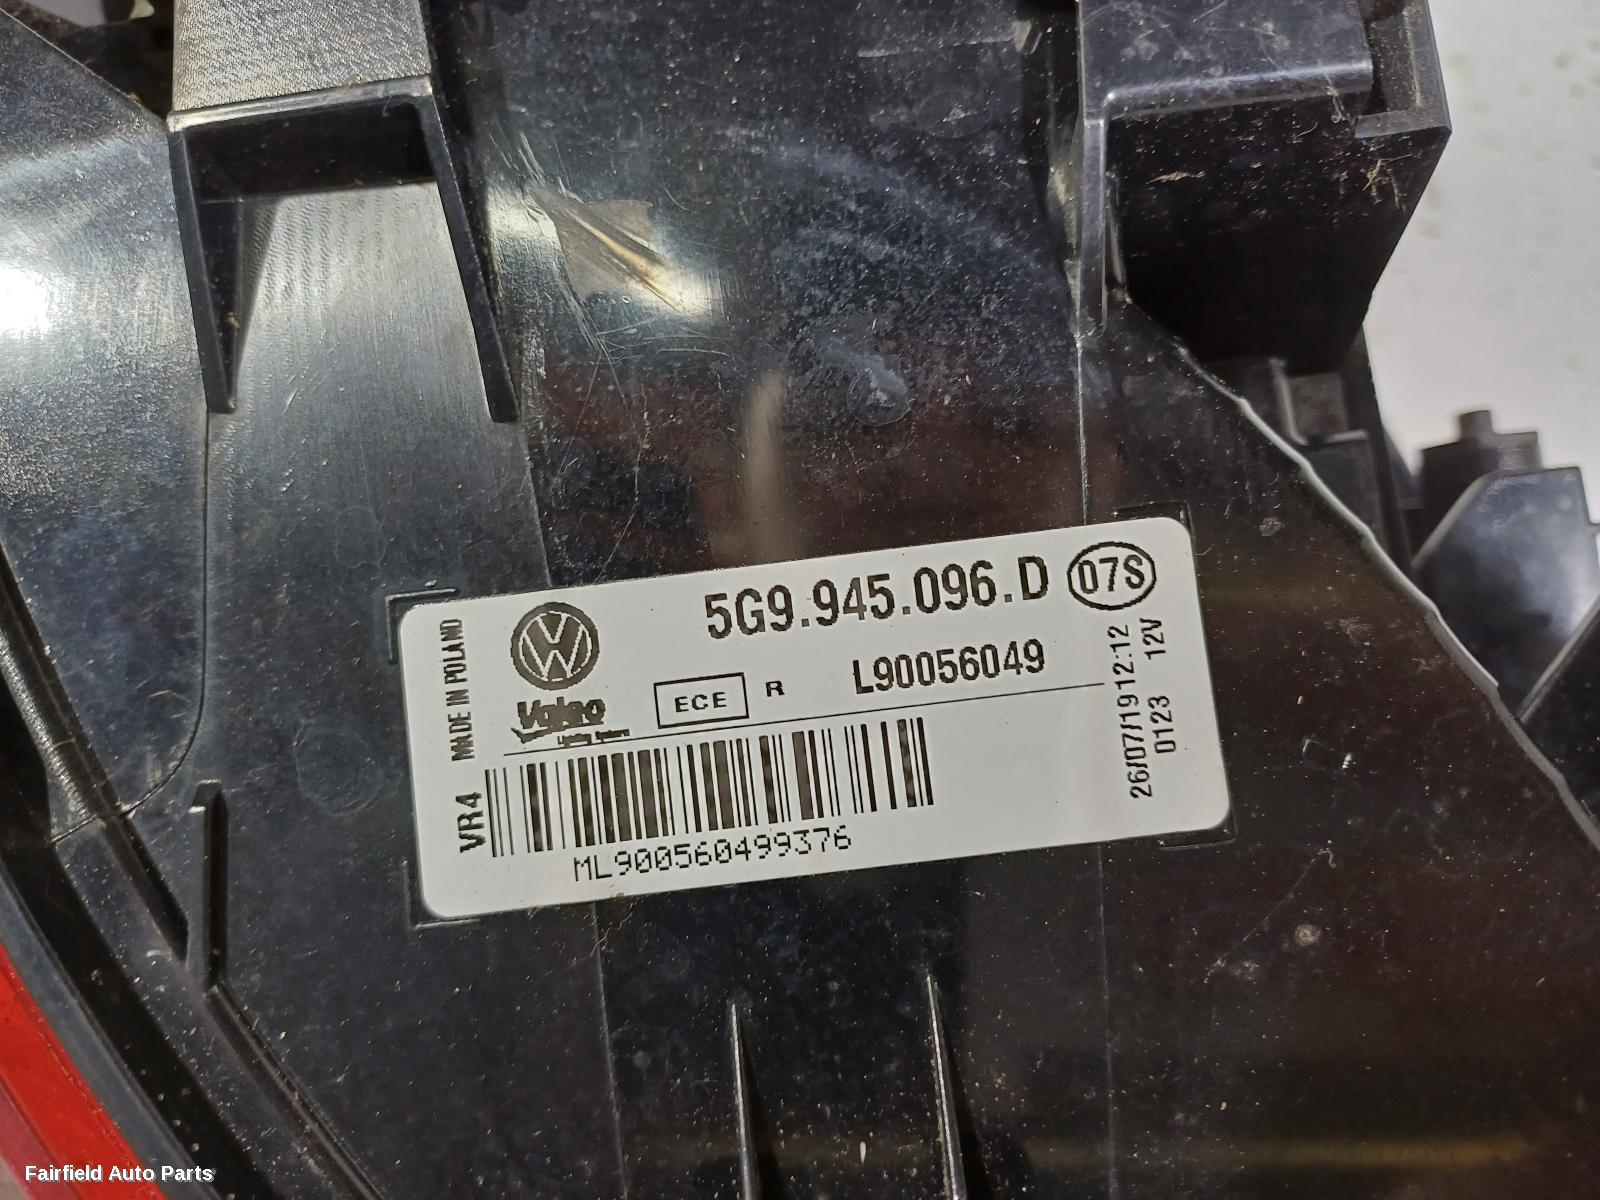 5G9.945.096.D 07S
MADE IN POLAND
Valeo
ECE R L90056049
26/07/19 12:12
0123 12V
VR4
ML900560499376
Fairfield Auto Parts